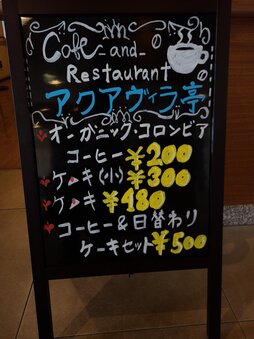 Cafe -and-
Restaurant
アクアヴィラ亭
オーガニック・コロンビア
コーヒー ¥200
ケーキ(小) ¥300
ケーキ ¥480
コーヒー&日替わり
ケーキセット ¥500